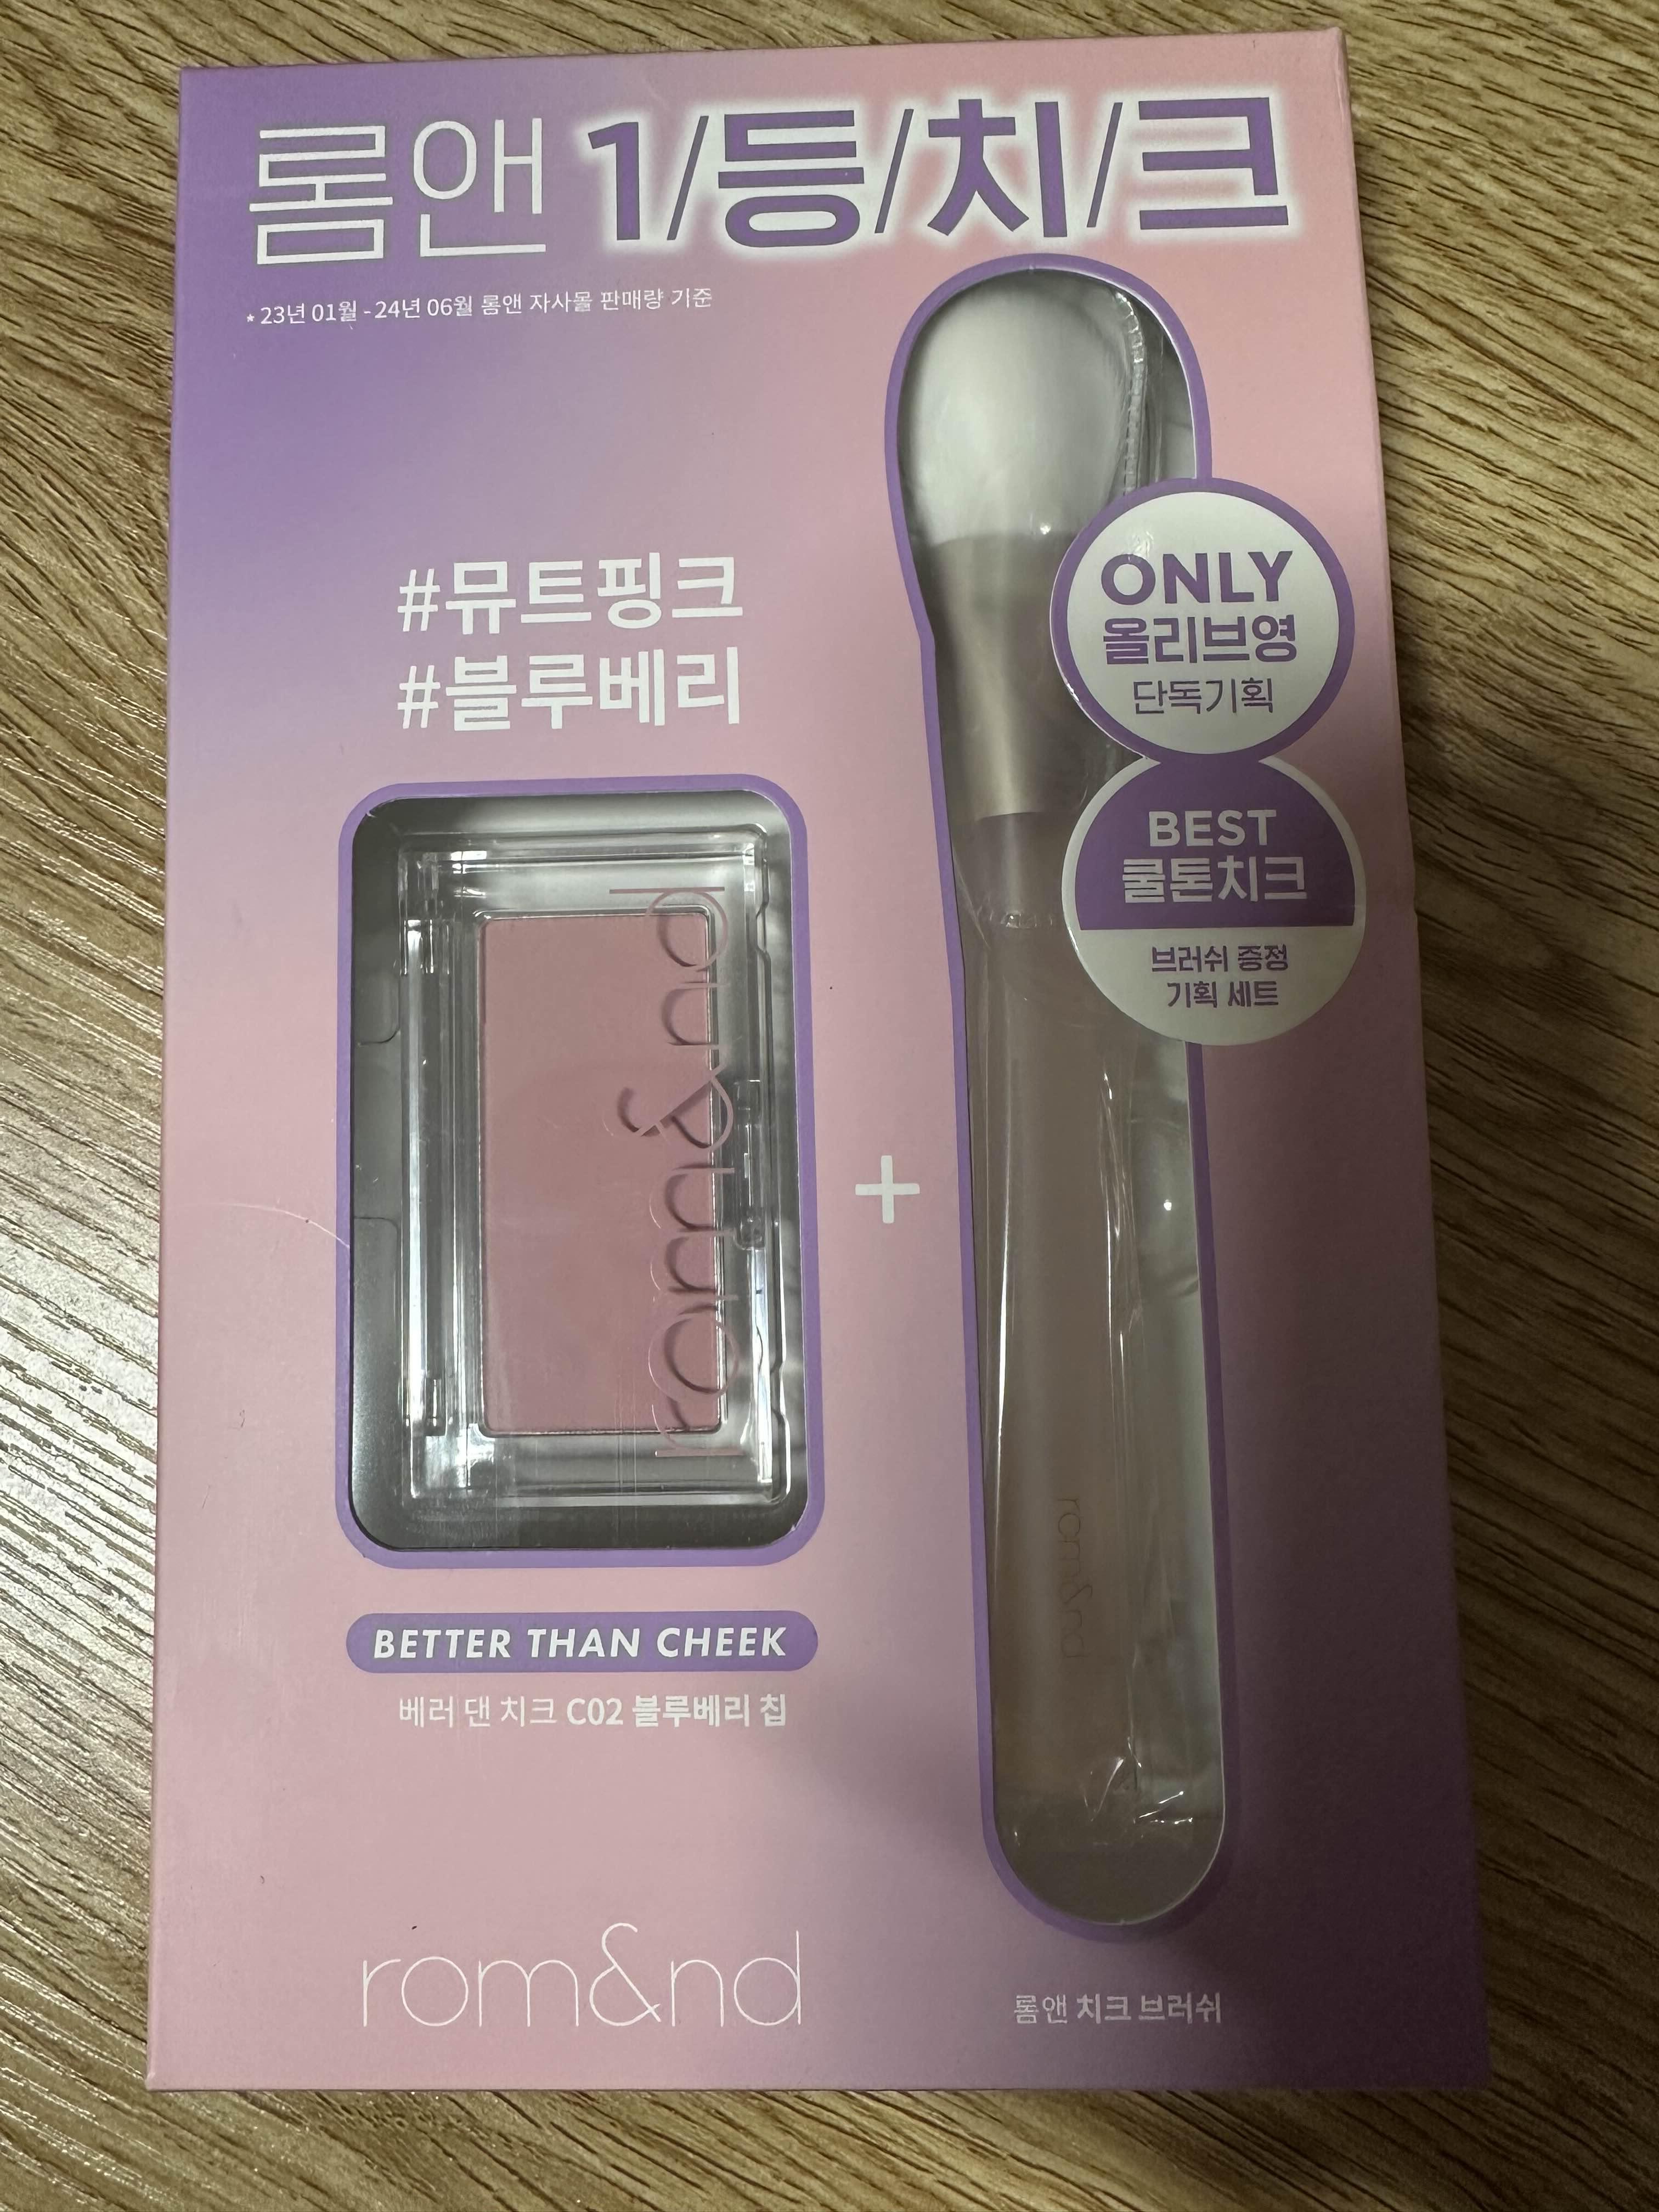 롬앤 1/등/치/크
* 23년 01월 - 24년 06월 롬앤 자사몰 판매량 기준
#뮤트핑크
#블루베리
ONLY
올리브영
단독기획
BEST
쿨톤치크
브러쉬 증정
기획 세트
rom&nd
+
rom&nd
BETTER THAN CHEEK
베러 댄 치크 C02 블루베리 칩
rom&nd
롬앤 치크 브러쉬